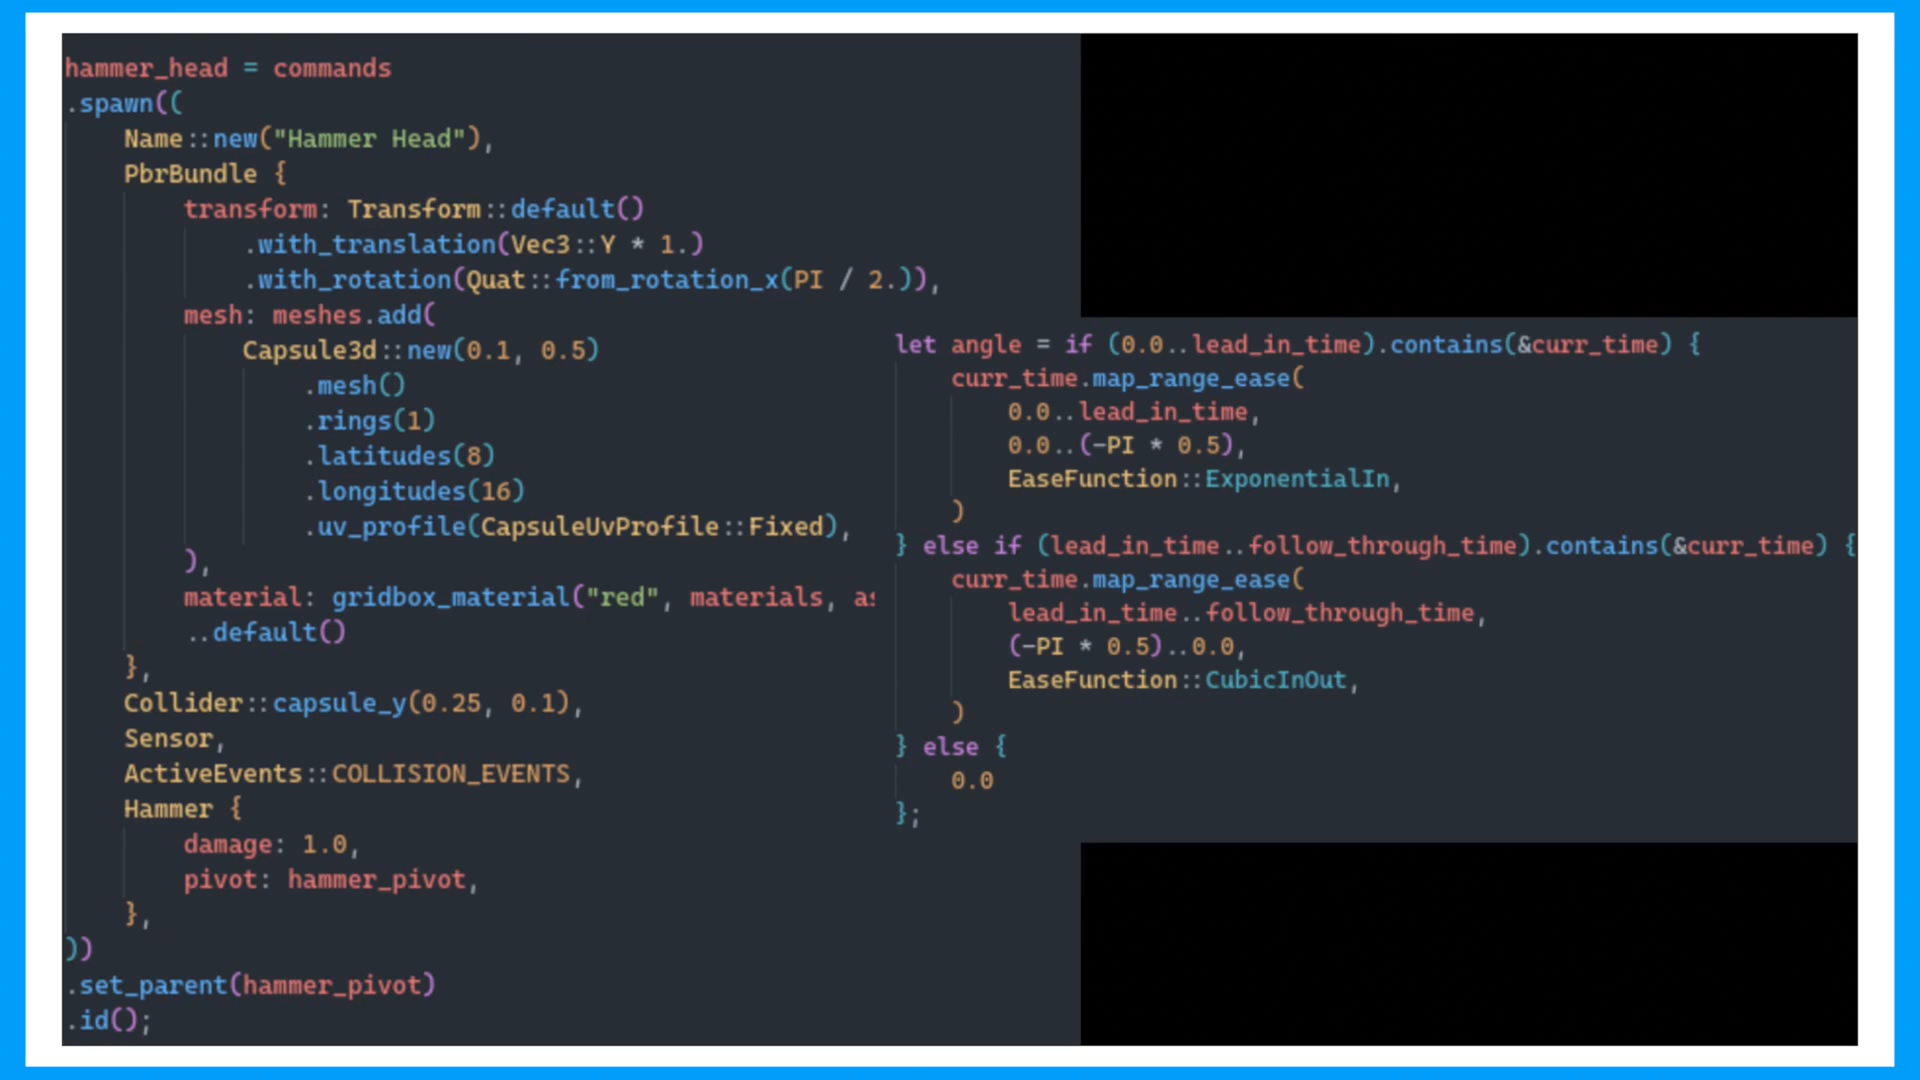 hammer_head = commands
.spawn((
    Name::new("Hammer Head"),
    PbrBundle {
        transform: Transform::default()
            .with_translation(Vec3::Y * 1.)
            .with_rotation(Quat::from_rotation_x(PI / 2.)),
        mesh: meshes.add(
            Capsule3d::new(0.1, 0.5)
                .mesh()
                .rings(1)
                .latitudes(8)
                .longitudes(16)
                .uv_profile(CapsuleUvProfile::Fixed),
        ),
        material: gridbox_material("red", materials, as
        ..default()
    },
    Collider::capsule_y(0.25, 0.1),
    Sensor,
    ActiveEvents::COLLISION_EVENTS,
    Hammer {
        damage: 1.0,
        pivot: hammer_pivot,
    },
))
.set_parent(hammer_pivot)
.id();
let angle = if (0.0..lead_in_time).contains(&curr_time) {
    curr_time.map_range_ease(
        0.0..lead_in_time,
        0.0..(-PI * 0.5),
        EaseFunction::ExponentialIn,
    )
} else if (lead_in_time..follow_through_time).contains(&curr_time) {
    curr_time.map_range_ease(
        lead_in_time..follow_through_time,
        (-PI * 0.5)..0.0,
        EaseFunction::CubicInOut,
    )
} else {
    0.0
};